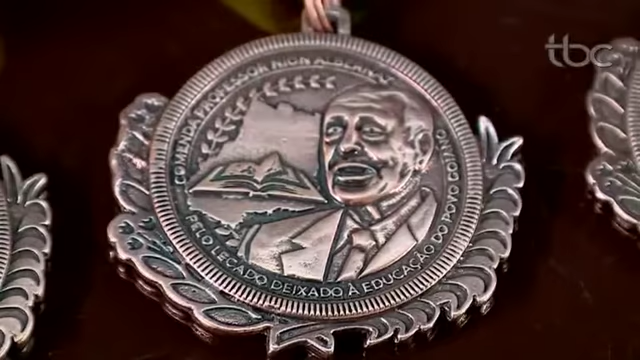 COMENDA PROFESSOR NION ALBERNAZ
PELO LEGADO DEIXADO À EDUCAÇÃO DO POVO GOIANO
tbc